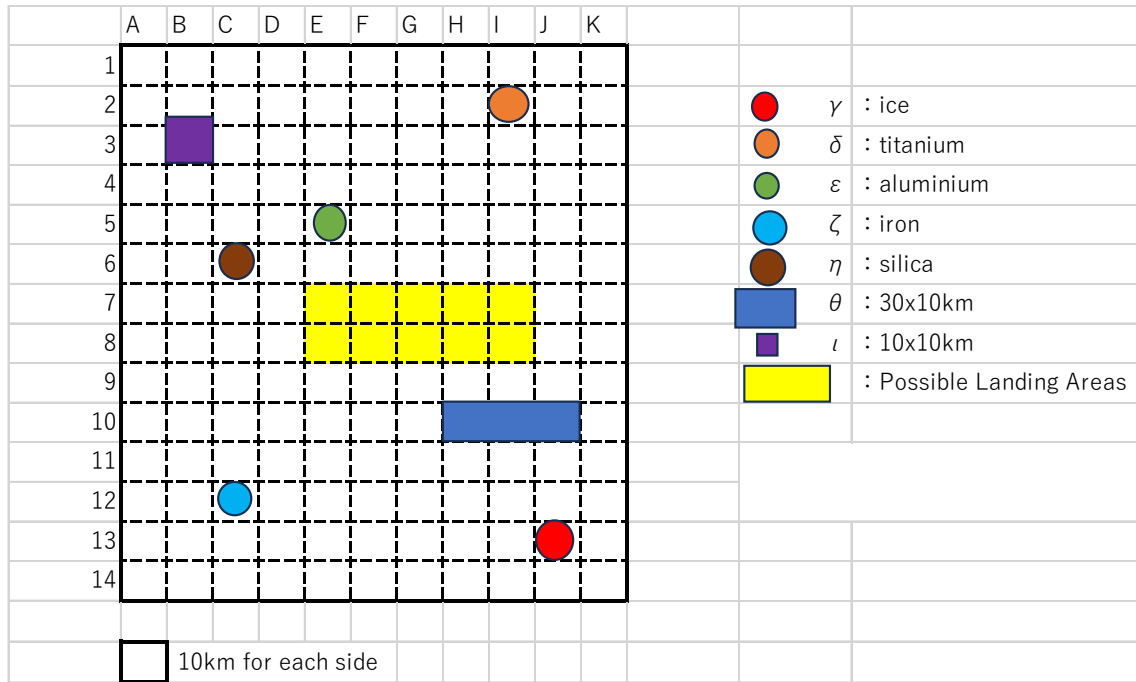 A B C D E F G H I J K
1
2
3
4
5
6
7
8
9
10
11
12
13
14
γ :ice
δ :titanium
ε :aluminium
ζ :iron
η :silica
θ :30x10km
ι :10x10km
:Possible Landing Areas
10km for each side